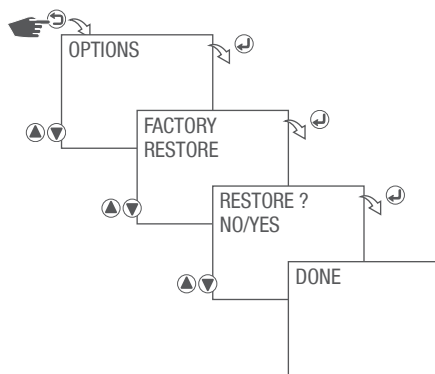 OPTIONS
FACTORY
RESTORE
RESTORE ?
NO/YES
DONE